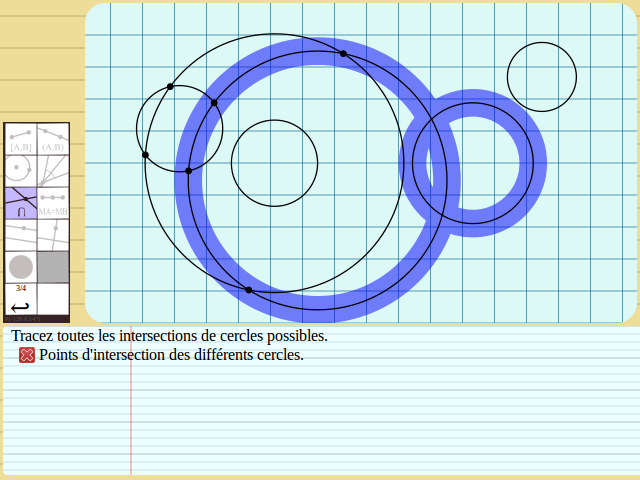 [A,B] (A,B)
∩ MA=MB
3/4
Tracez toutes les intersections de cercles possibles.
Points d'intersection des différents cercles.